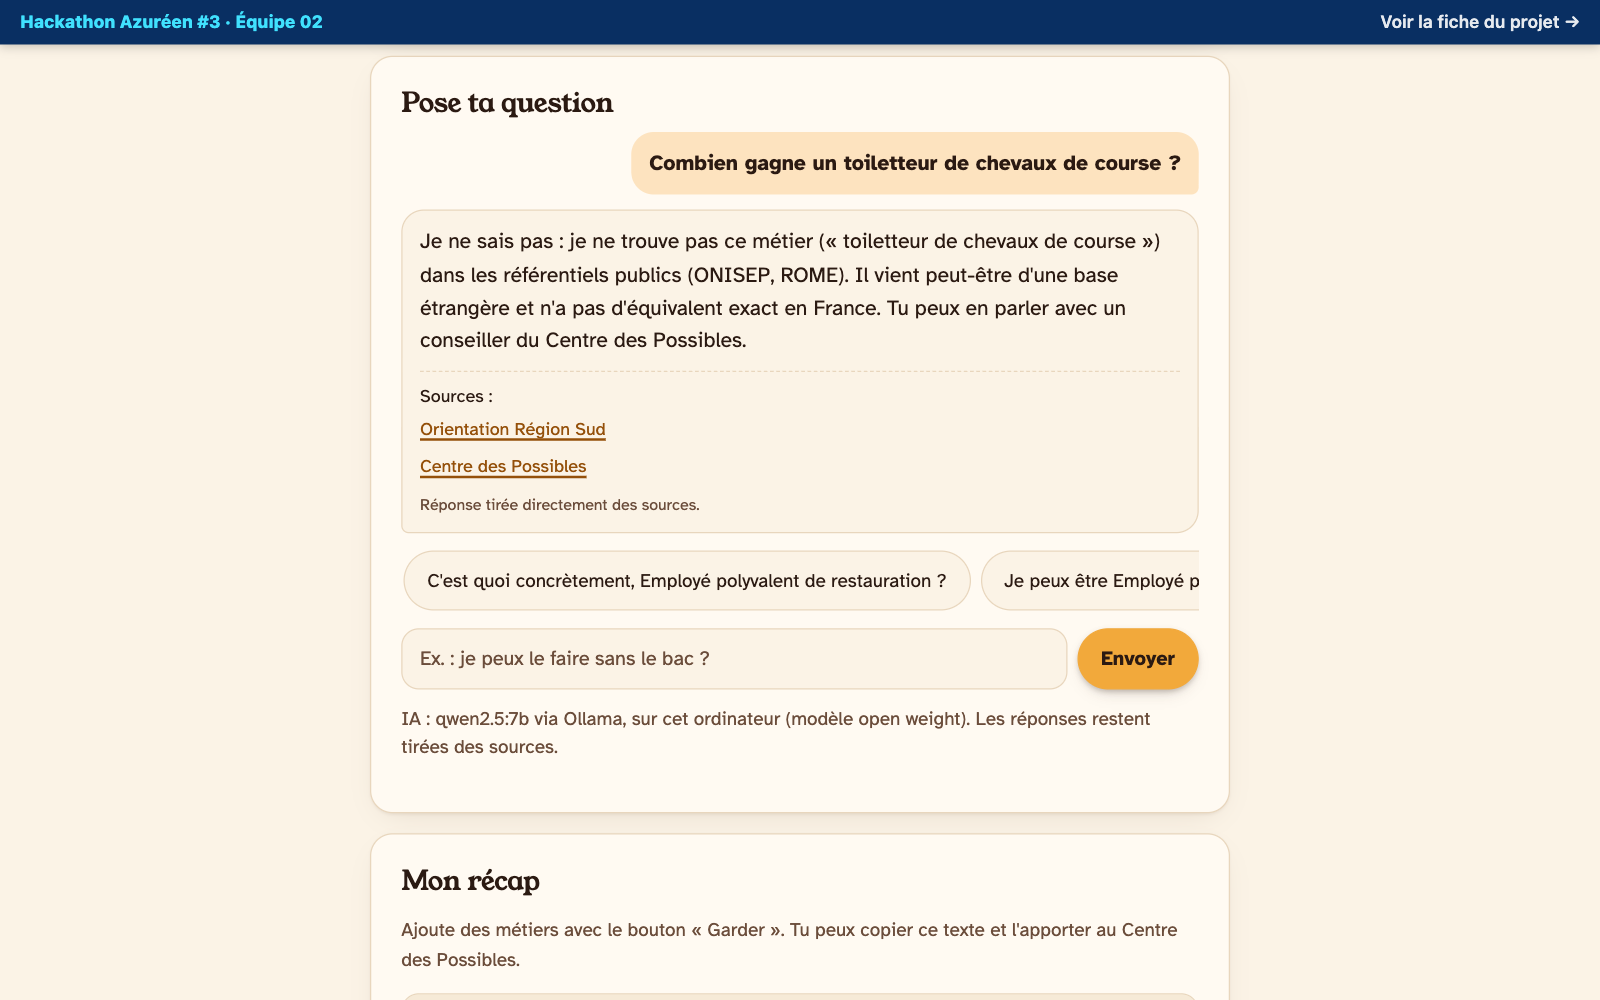 Hackathon Azuréen #3 · Équipe 02
Voir la fiche du projet →
Pose ta question
Combien gagne un toiletteur de chevaux de course ?
Je ne sais pas : je ne trouve pas ce métier (« toiletteur de chevaux de course »)
dans les référentiels publics (ONISEP, ROME). Il vient peut-être d'une base
étrangère et n'a pas d'équivalent exact en France. Tu peux en parler avec un
conseiller du Centre des Possibles.
Sources :
Orientation Région Sud
Centre des Possibles
Réponse tirée directement des sources.
C'est quoi concrètement, Employé polyvalent de restauration ?
Je peux être Employé p
Ex. : je peux le faire sans le bac ?
Envoyer
IA : qwen2.5:7b via Ollama, sur cet ordinateur (modèle open weight). Les réponses restent
tirées des sources.
Mon récap
Ajoute des métiers avec le bouton « Garder ». Tu peux copier ce texte et l'apporter au Centre
des Possibles.